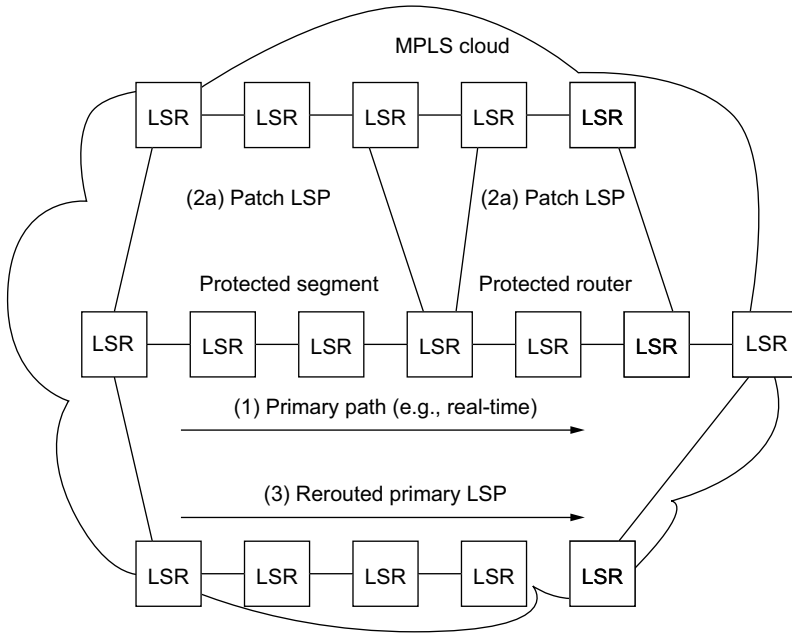 MPLS cloud
LSR LSR LSR LSR LSR
(2a) Patch LSP (2a) Patch LSP
Protected segment Protected router
LSR LSR LSR LSR LSR LSR LSR
(1) Primary path (e.g., real-time)
(3) Rerouted primary LSP
LSR LSR LSR LSR LSR